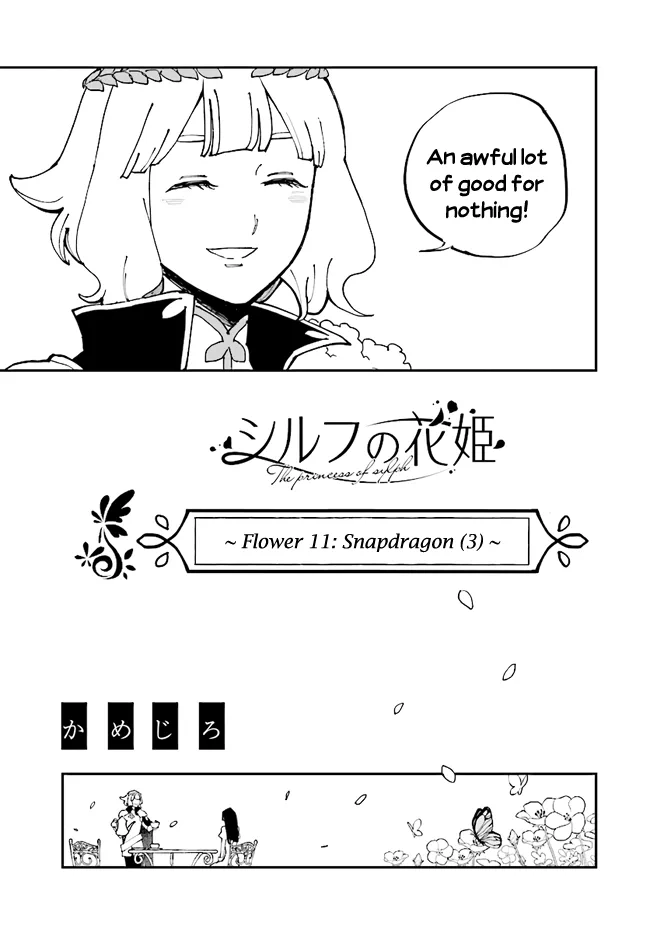 An awful lot
of good for
nothing!
シルフの花姫
The princess of sylph
~ Flower 11: Snapdragon (3) ~
かめじろ